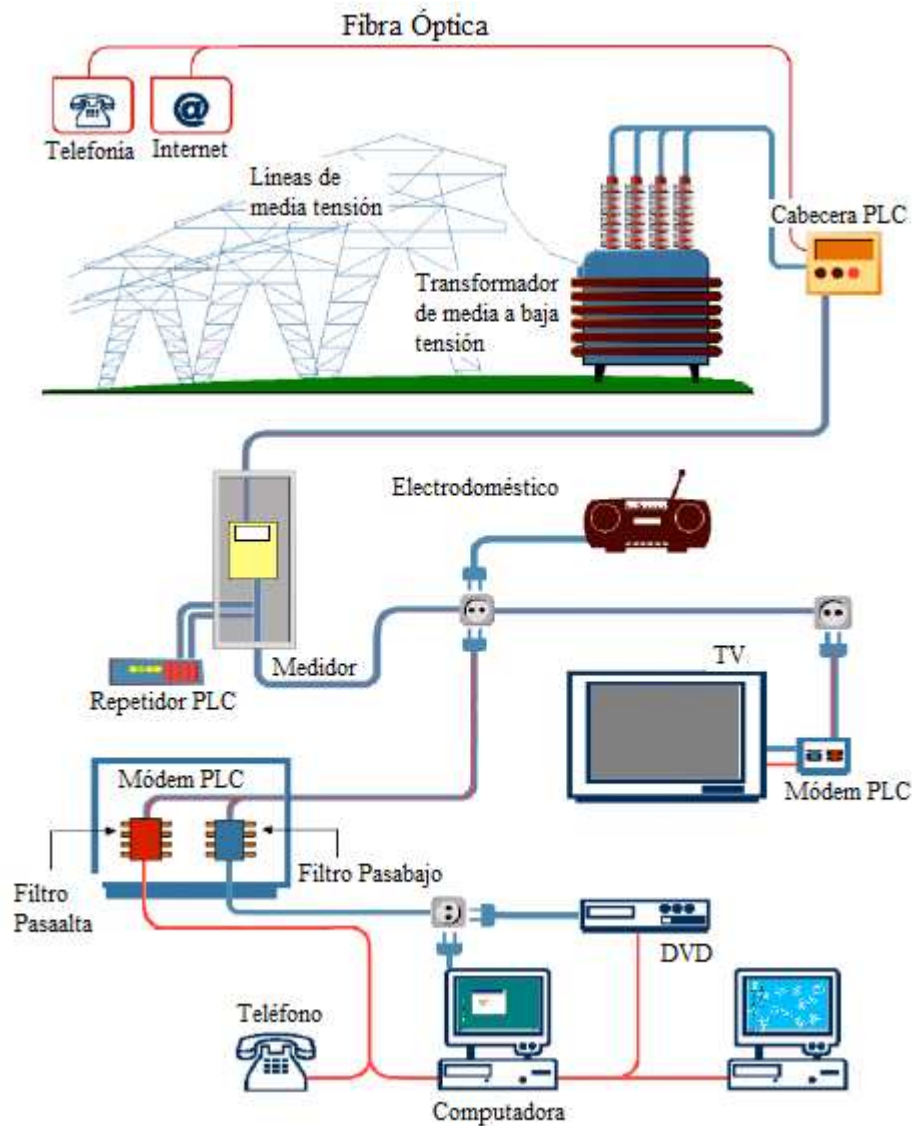 Fibra Óptica
@
Telefonia
Internet
Líneas de
media tensión
Cabecera PLC
Transformador
de media a baja
tensión
Electrodoméstico
Medidor
Repetidor PLC
TV
Módem PLC
Módem PLC
Filtro Pasabajo
Filtro
Pasaalta
DVD
Teléfono
Computadora